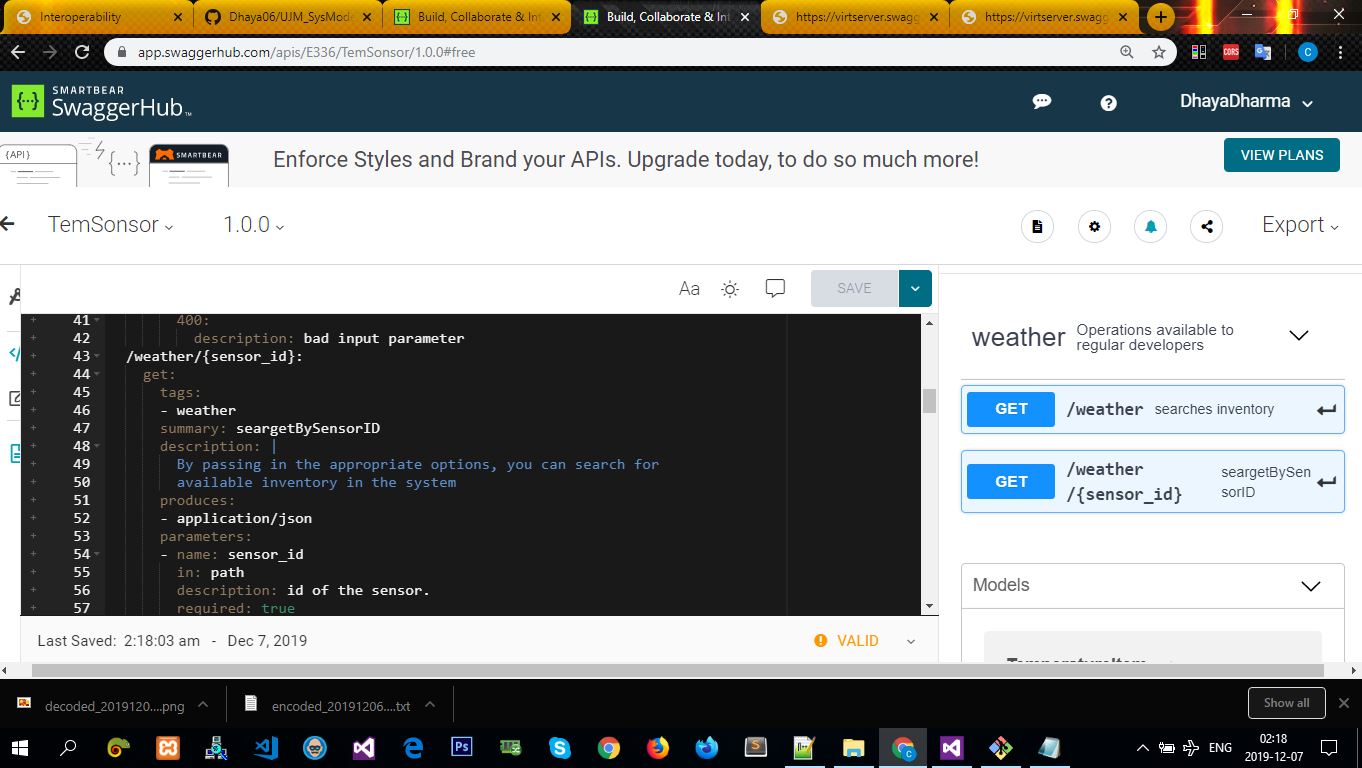 Interoperability
Dhaya06/UJM_SysMod
Build, Collaborate & Int
Build, Collaborate & Int
https://virtserver.swagg
https://virtserver.swagg
app.swaggerhub.com/apis/E336/TemSonsor/1.0.0#free
CORS
C
SMARTBEAR
SwaggerHub™
DhayaDharma
{API}
{...}
SMARTBEAR
Enforce Styles and Brand your APIs. Upgrade today, to do so much more!
VIEW PLANS
TemSonsor
1.0.0
Export
Aa
SAVE
41 400:
42 description: bad input parameter
43 /weather/{sensor_id}:
44 get:
45 tags:
46 - weather
47 summary: seargetBySensorID
48 description: |
49 By passing in the appropriate options, you can search for
50 available inventory in the system
51 produces:
52 - application/json
53 parameters:
54 - name: sensor_id
55 in: path
56 description: id of the sensor.
57 required: true
weather
Operations available to
regular developers
GET /weather searches inventory
GET /weather
/{sensor_id}
seargetBySen
sorID
Models
Last Saved: 2:18:03 am - Dec 7, 2019
VALID
decoded_2019120....png
encoded_20191206....txt
Show all
Ps
ENG
02:18
2019-12-07